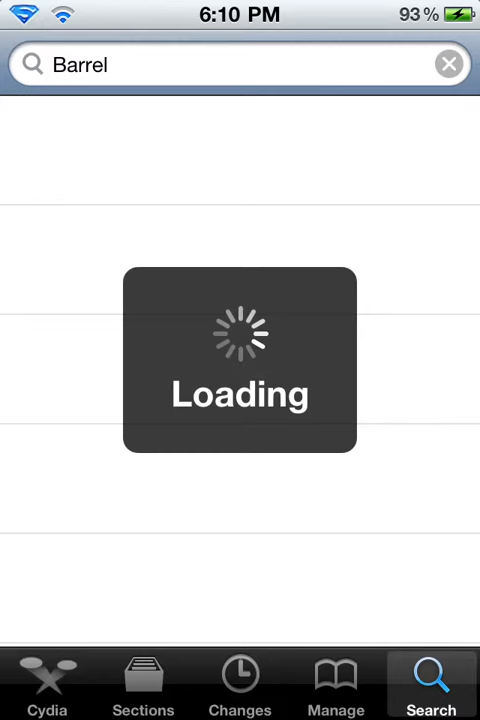 6:10 PM
93 %
Barrel
Loading
Cydia
Sections
Changes
Manage
Search